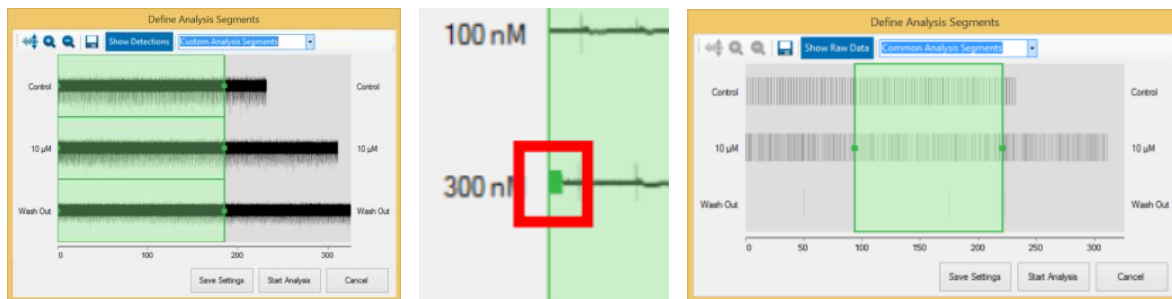 Define Analysis Segments
Show Detections Custom Analysis Segments
Control Control
10 µM 10 µM
Wash Out Wash Out
0 100 200 300
Save Settings Start Analysis Cancel
100 nM
300 nM
Define Analysis Segments
Show Raw Data Common Analysis Segments
Control Control
10 µM 10 µM
Wash Out Wash Out
0 50 100 150 200 250 300
Save Settings Start Analysis Cancel